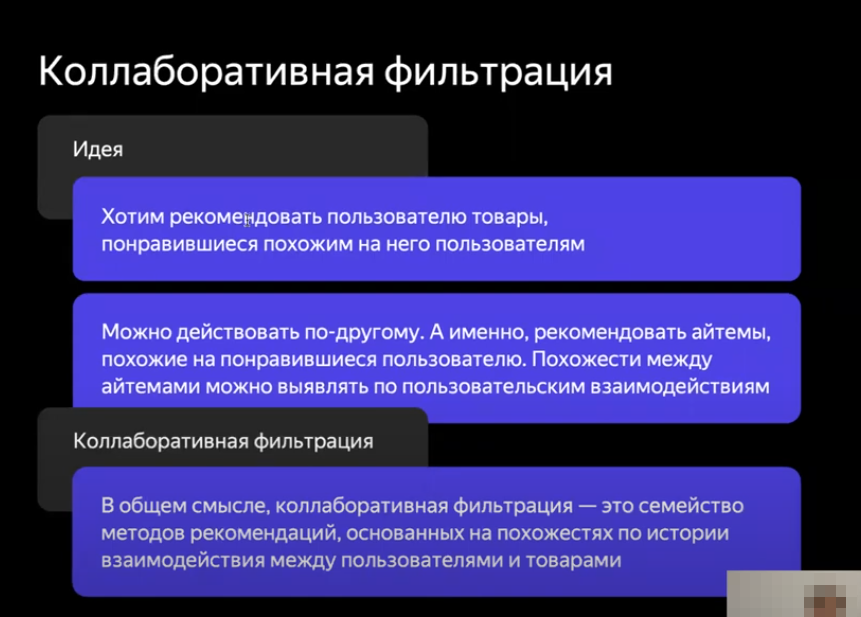 Коллаборативная фильтрация
Идея
Хотим рекомендовать пользователю товары,
понравившиеся похожим на него пользователям
Можно действовать по-другому. А именно, рекомендовать айтемы,
похожие на понравившиеся пользователю. Похожести между
айтемами можно выявлять по пользовательским взаимодействиям
Коллаборативная фильтрация
В общем смысле, коллаборативная фильтрация — это семейство
методов рекомендаций, основанных на похожестях по истории
взаимодействия между пользователями и товарами